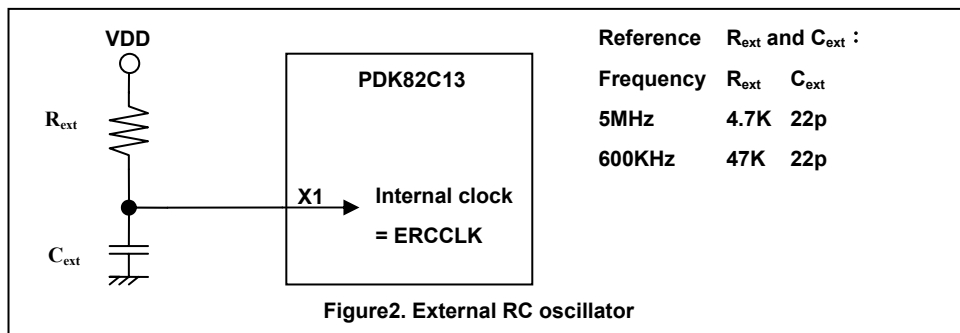 VDD
R_ext
C_ext
PDK82C13
X1
Internal clock
= ERCCLK
Reference R_ext and C_ext：
Frequency R_ext C_ext
5MHz 4.7K 22p
600KHz 47K 22p
Figure2. External RC oscillator